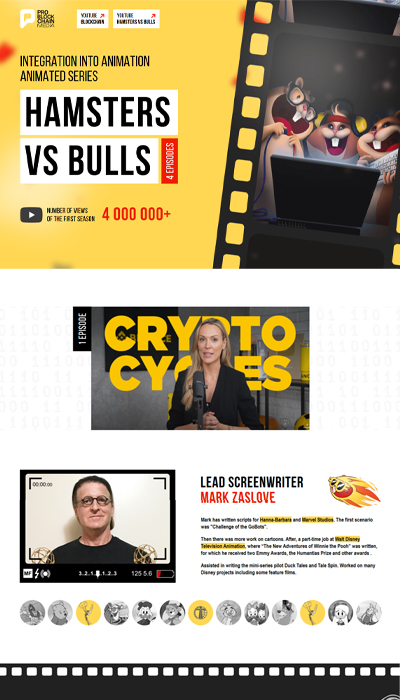 PRO
BLOCK
CHAIN
MEDIA
YOUTUBE
BLOCKCHAIN
YOUTUBE
HAMSTERS VS BULLS
INTEGRATION INTO ANIMATION
ANIMATED SERIES
HAMSTERS
VS BULLS
4 EPISODES
NUMBER OF VIEWS
OF THE FIRST SEASON
4 000 000+
1 EPISODE
CRYPTO
CYCLES
LEAD SCREENWRITER
MARK ZASLOVE
00:00:00
Mark has written scripts for Hanna-Barbara and Marvel Studios. The first scenario
was "Challenge of the GoBots".
Then there was more work on cartoons. After, a part-time job at Walt Disney
Television Animation, where "The New Adventures of Winnie the Pooh" was written,
for which he received two Emmy Awards, the Humanitas Prize and other awards .
Assisted in writing the mini-series pilot Duck Tales and Tale Spin. Worked on many
Disney projects including some feature films.
MF
3..2..1
1..2..3
125 5.6